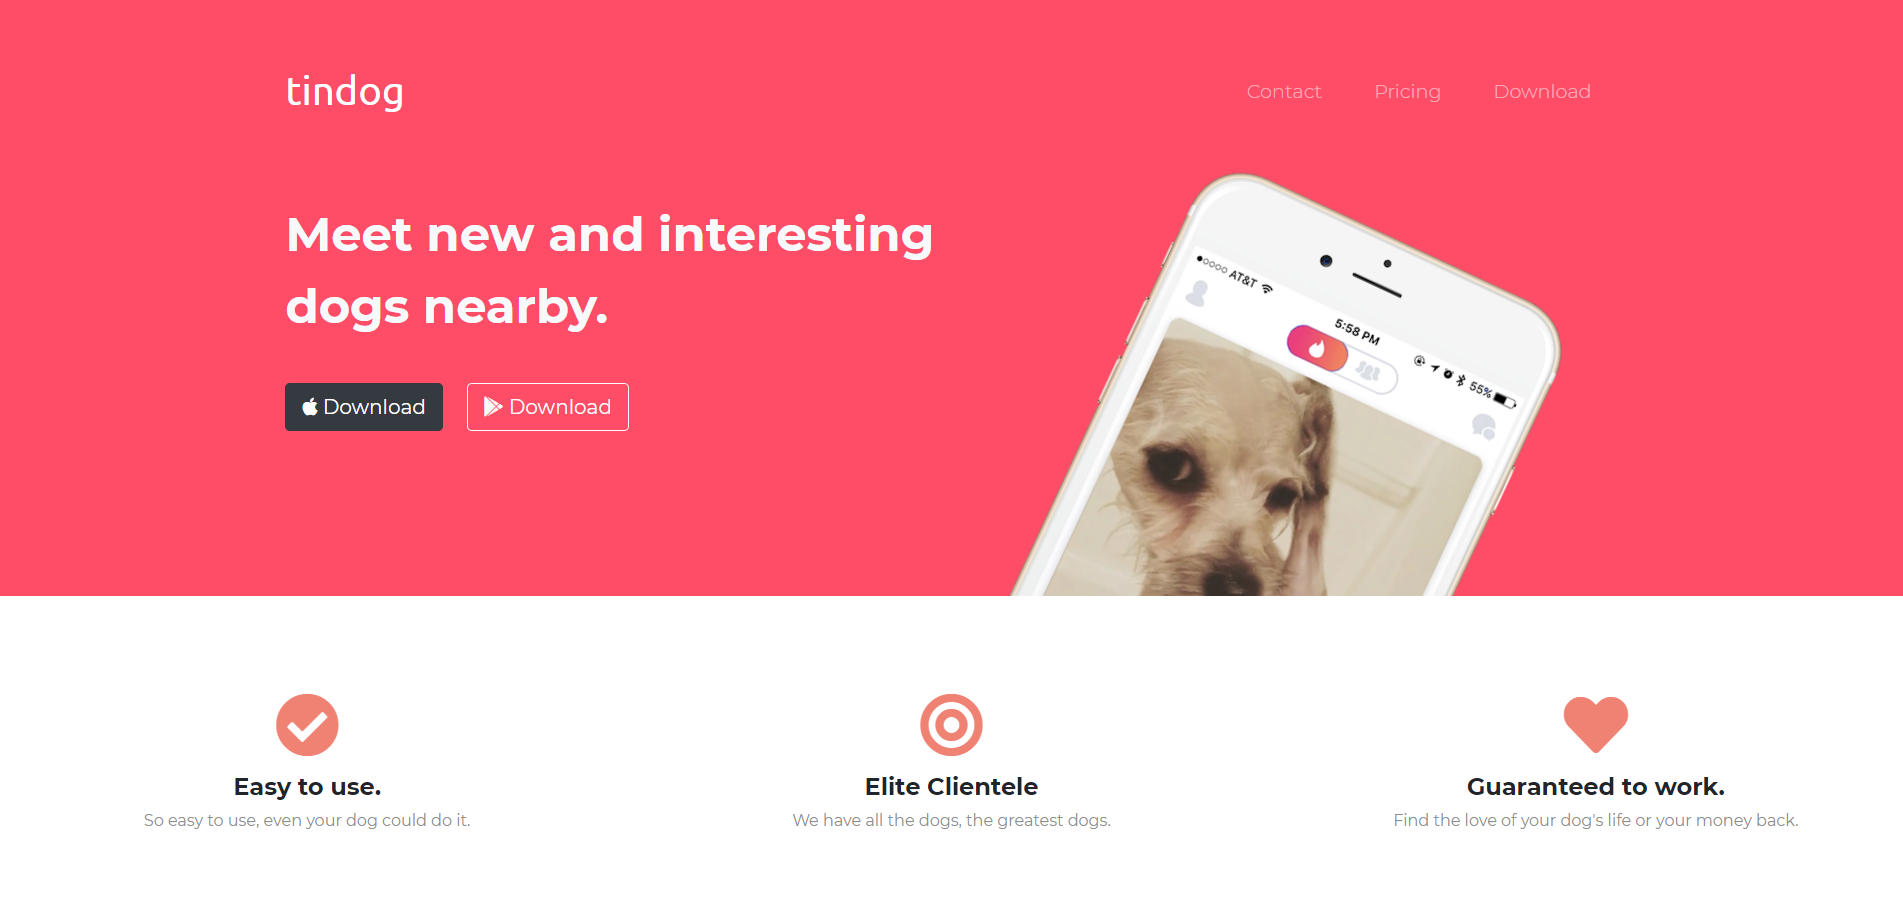 tindog
Contact Pricing Download
Meet new and interesting
dogs nearby.
Download Download
AT&T
5:58 PM
55%
Easy to use.
So easy to use, even your dog could do it.
Elite Clientele
We have all the dogs, the greatest dogs.
Guaranteed to work.
Find the love of your dog's life or your money back.